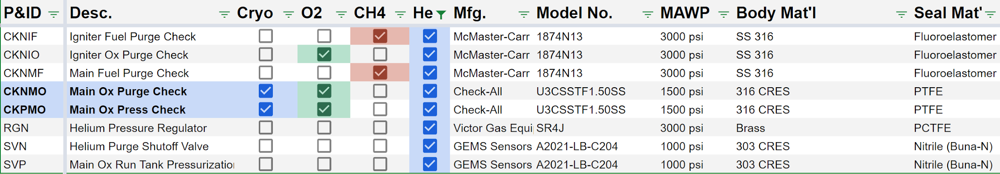 P&ID Desc. Cryo O2 CH4 He Mfg. Model No. MAWP Body Mat'l Seal Mat'
CKNIF Igniter Fuel Purge Check McMaster-Carr 1874N13 3000 psi SS 316 Fluoroelastomer
CKNIO Igniter Ox Purge Check McMaster-Carr 1874N13 3000 psi SS 316 Fluoroelastomer
CKNMF Main Fuel Purge Check McMaster-Carr 1874N13 3000 psi SS 316 Fluoroelastomer
CKNMO Main Ox Purge Check Check-All U3CSSTF1.50SS 1500 psi 316 CRES PTFE
CKPMO Main Ox Press Check Check-All U3CSSTF1.50SS 1500 psi 316 CRES PTFE
RGN Helium Pressure Regulator Victor Gas Equi SR4J 3000 psi Brass PCTFE
SVN Helium Purge Shutoff Valve GEMS Sensors A2021-LB-C204 1000 psi 303 CRES Nitrile (Buna-N)
SVP Main Ox Run Tank Pressurizatio GEMS Sensors A2021-LB-C204 1000 psi 303 CRES Nitrile (Buna-N)